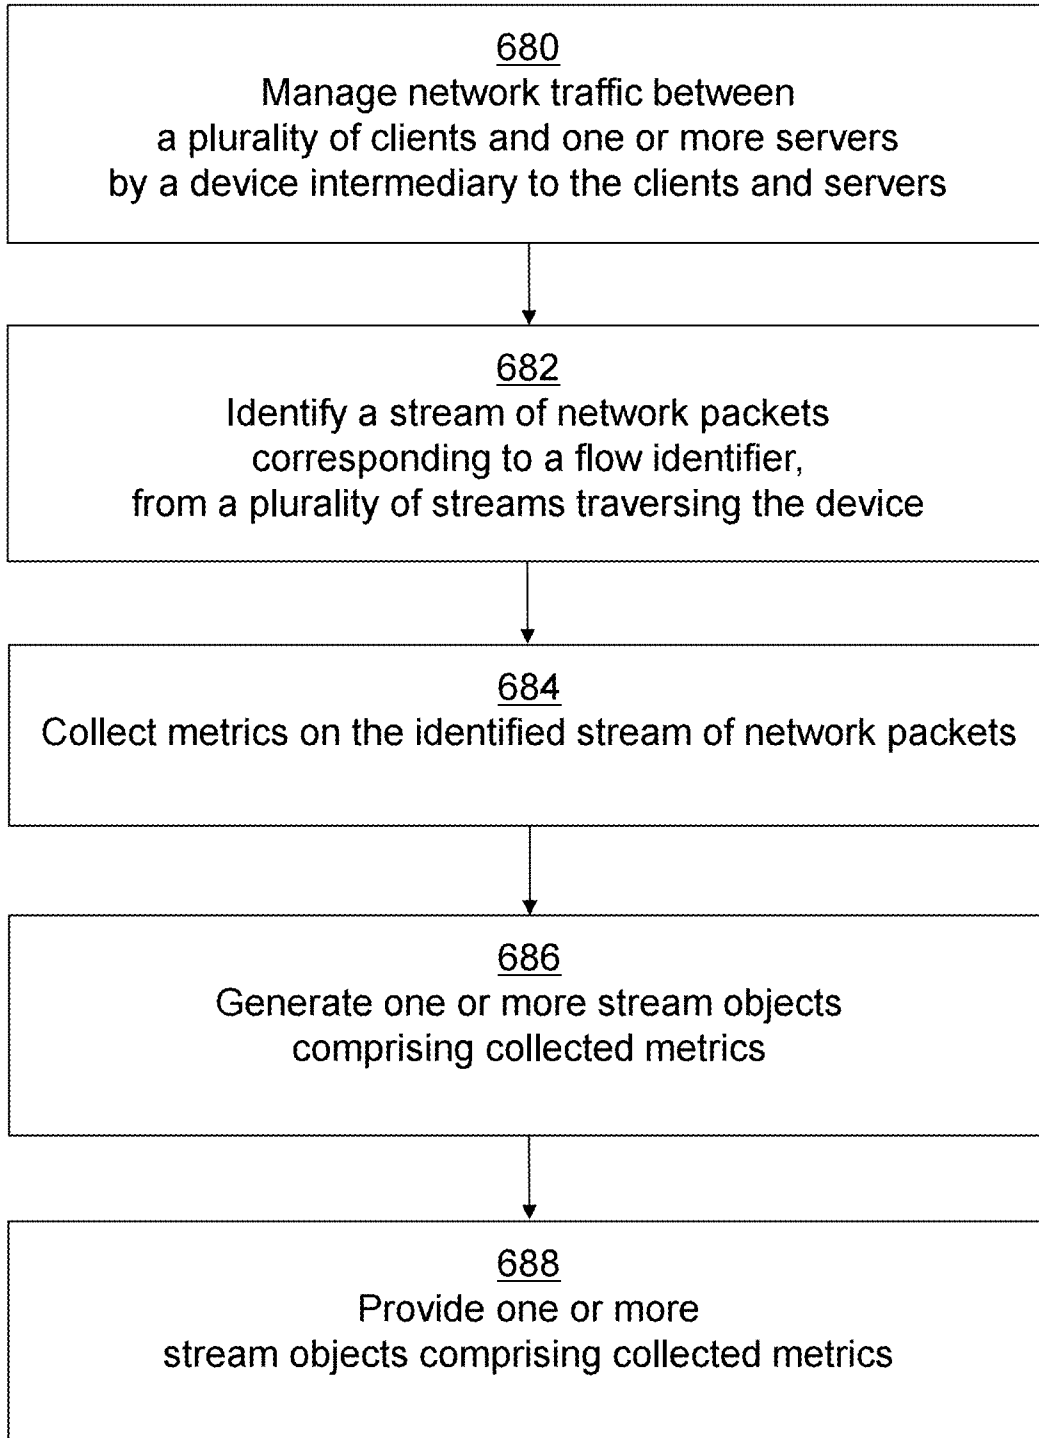 680
Manage network traffic between
a plurality of clients and one or more servers
by a device intermediary to the clients and servers
682
Identify a stream of network packets
corresponding to a flow identifier,
from a plurality of streams traversing the device
684
Collect metrics on the identified stream of network packets
686
Generate one or more stream objects
comprising collected metrics
688
Provide one or more
stream objects comprising collected metrics